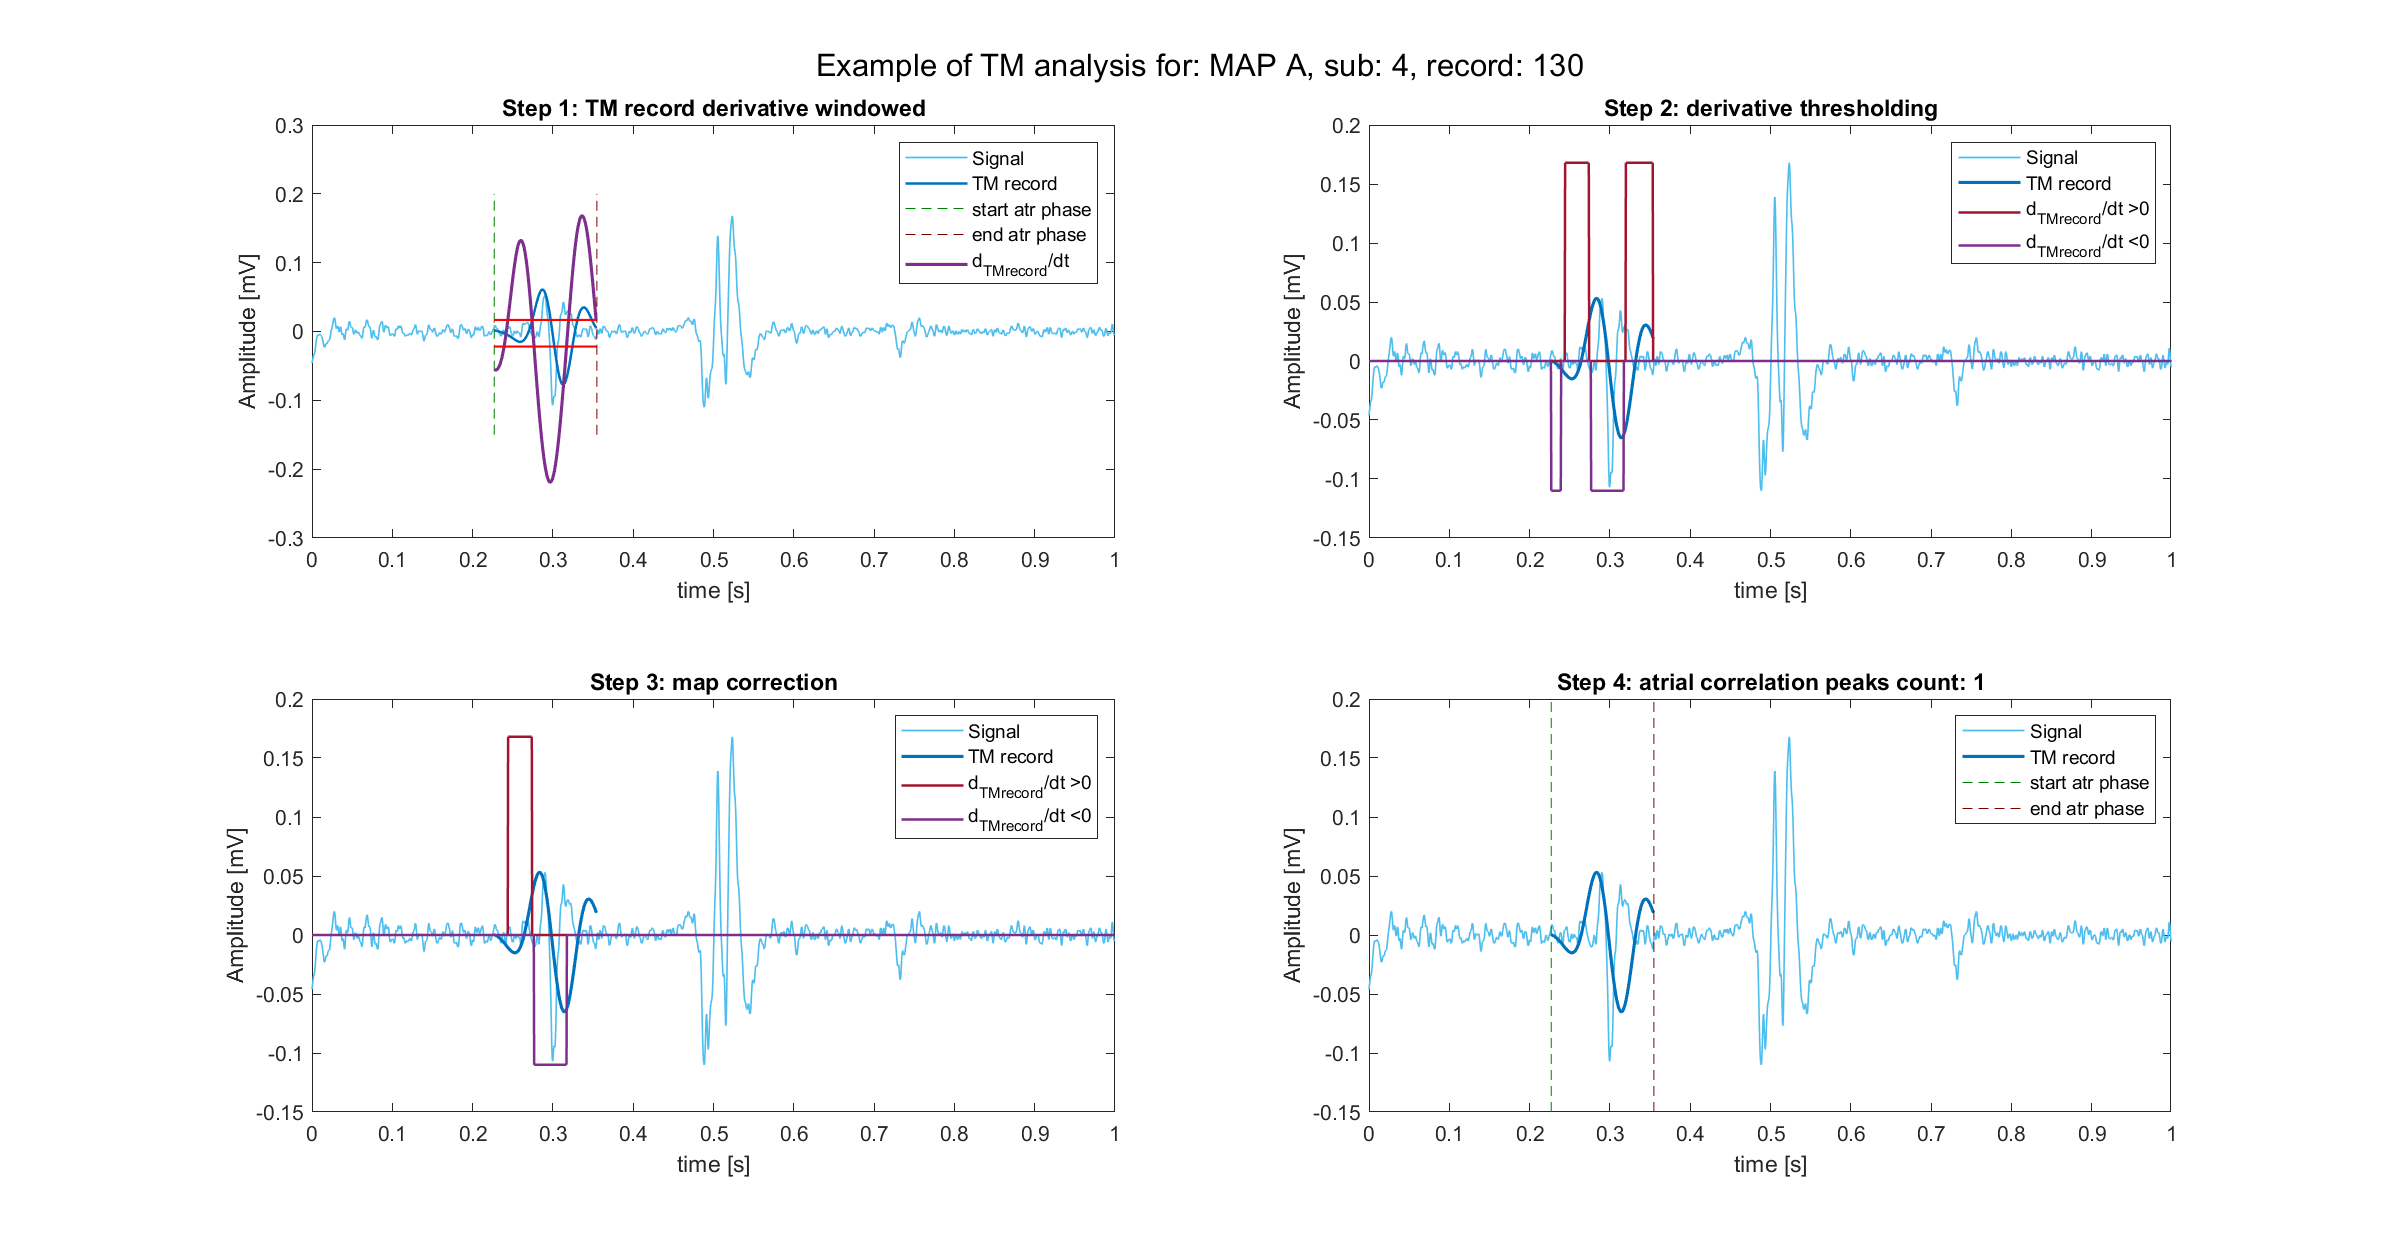 Example of TM analysis for: MAP A, sub: 4, record: 130
Step 1: TM record derivative windowed
0.3
0.2
0.1
0
-0.1
-0.2
-0.3
Amplitude [mV]
0 0.1 0.2 0.3 0.4 0.5 0.6 0.7 0.8 0.9 1
time [s]
Signal
TM record
start atr phase
end atr phase
dTMrecord/dt
Step 2: derivative thresholding
0.2
0.15
0.1
0.05
0
-0.05
-0.1
-0.15
Amplitude [mV]
0 0.1 0.2 0.3 0.4 0.5 0.6 0.7 0.8 0.9 1
time [s]
Signal
TM record
dTMrecord/dt >0
dTMrecord/dt <0
Step 3: map correction
0.2
0.15
0.1
0.05
0
-0.05
-0.1
-0.15
Amplitude [mV]
0 0.1 0.2 0.3 0.4 0.5 0.6 0.7 0.8 0.9 1
time [s]
Signal
TM record
dTMrecord/dt >0
dTMrecord/dt <0
Step 4: atrial correlation peaks count: 1
0.2
0.15
0.1
0.05
0
-0.05
-0.1
-0.15
Amplitude [mV]
0 0.1 0.2 0.3 0.4 0.5 0.6 0.7 0.8 0.9 1
time [s]
Signal
TM record
start atr phase
end atr phase